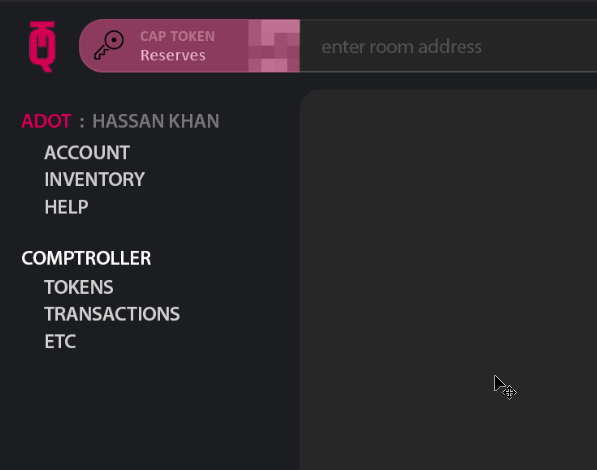 CAP TOKEN
Reserves
enter room address
ADOT : HASSAN KHAN
ACCOUNT
INVENTORY
HELP
COMPTROLLER
TOKENS
TRANSACTIONS
ETC